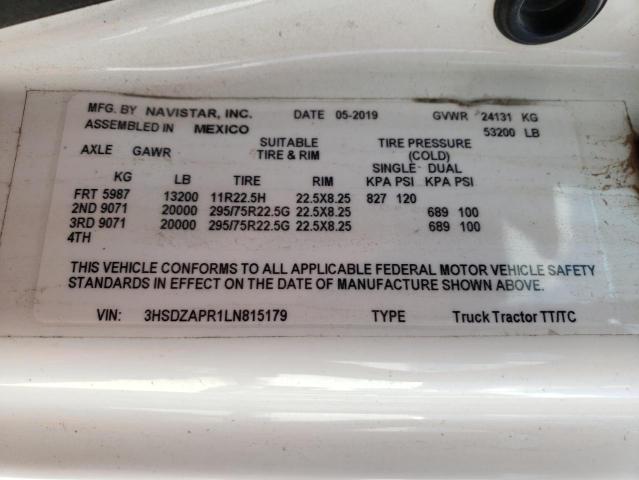 MFG. BY NAVISTAR, INC. DATE 05-2019 GVWR 24131 KG
ASSEMBLED IN MEXICO 53200 LB
AXLE GAWR SUITABLE TIRE & RIM TIRE PRESSURE (COLD)
SINGLE DUAL
KG LB TIRE RIM KPA PSI KPA PSI
FRT 5987 13200 11R22.5H 22.5X8.25 827 120
2ND 9071 20000 295/75R22.5G 22.5X8.25 689 100
3RD 9071 20000 295/75R22.5G 22.5X8.25 689 100
4TH
THIS VEHICLE CONFORMS TO ALL APPLICABLE FEDERAL MOTOR VEHICLE SAFETY
STANDARDS IN EFFECT ON THE DATE OF MANUFACTURE SHOWN ABOVE.
VIN: 3HSDZAPR1LN815179 TYPE Truck Tractor TT/TC